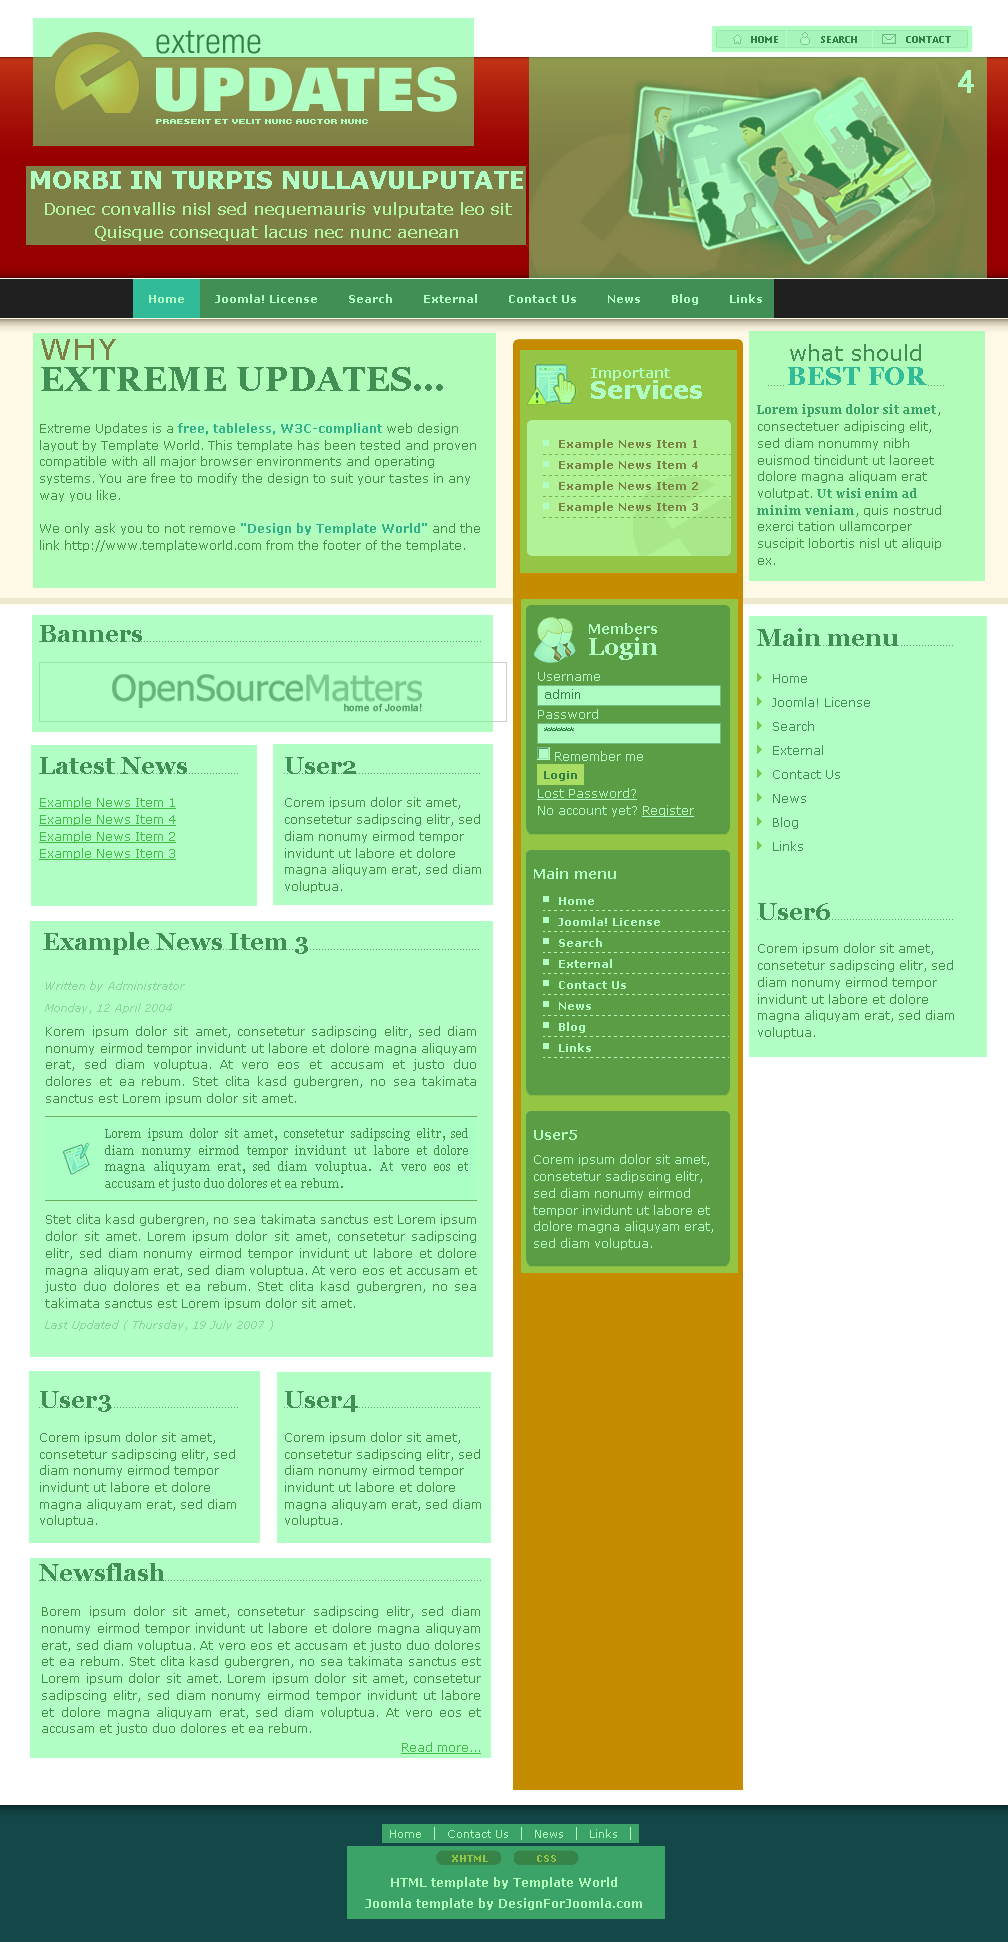 extreme
UPDATES
PRAESENT ET VELIT NUNC AUCTOR NUNC
HOME SEARCH CONTACT
4
MORBI IN TURPIS NULLAVULPUTATE
Donec convallis nisl sed nequemauris vulputate leo sit
Quisque consequat lacus nec nunc aenean
Home Joomla! License Search External Contact Us News Blog Links
WHY
EXTREME UPDATES...
Extreme Updates is a free, tableless, W3C-compliant web design
layout by Template World. This template has been tested and proven
compatible with all major browser environments and operating
systems. You are free to modify the design to suit your tastes in any
way you like.
We only ask you to not remove "Design by Template World" and the
link http://www.templateworld.com from the footer of the template.
Important
Services
Example News Item 1
Example News Item 4
Example News Item 2
Example News Item 3
what should
BEST FOR
Lorem ipsum dolor sit amet,
consectetuer adipiscing elit,
sed diam nonummy nibh
euismod tincidunt ut laoreet
dolore magna aliquam erat
volutpat. Ut wisi enim ad
minim veniam, quis nostrud
exerci tation ullamcorper
suscipit lobortis nisl ut aliquip
ex.
Banners
OpenSourceMatters
home of Joomla!
Latest News
Example News Item 1
Example News Item 4
Example News Item 2
Example News Item 3
User2
Corem ipsum dolor sit amet,
consetetur sadipscing elitr, sed
diam nonumy eirmod tempor
invidunt ut labore et dolore
magna aliquyam erat, sed diam
voluptua.
Example News Item 3
Written by Administrator
Monday, 12 April 2004
Korem ipsum dolor sit amet, consetetur sadipscing elitr, sed diam
nonumy eirmod tempor invidunt ut labore et dolore magna aliquyam
erat, sed diam voluptua. At vero eos et accusam et justo duo
dolores et ea rebum. Stet clita kasd gubergren, no sea takimata
sanctus est Lorem ipsum dolor sit amet.
Lorem ipsum dolor sit amet, consetetur sadipscing elitr, sed
diam nonumy eirmod tempor invidunt ut labore et dolore
magna aliquyam erat, sed diam voluptua. At vero eos et
accusam et justo duo dolores et ea rebum.
Stet clita kasd gubergren, no sea takimata sanctus est Lorem ipsum
dolor sit amet. Lorem ipsum dolor sit amet, consetetur sadipscing
elitr, sed diam nonumy eirmod tempor invidunt ut labore et dolore
magna aliquyam erat, sed diam voluptua. At vero eos et accusam et
justo duo dolores et ea rebum. Stet clita kasd gubergren, no sea
takimata sanctus est Lorem ipsum dolor sit amet.
Last Updated ( Thursday, 19 July 2007 )
User3
Corem ipsum dolor sit amet,
consetetur sadipscing elitr, sed
diam nonumy eirmod tempor
invidunt ut labore et dolore
magna aliquyam erat, sed diam
voluptua.
User4
Corem ipsum dolor sit amet,
consetetur sadipscing elitr, sed
diam nonumy eirmod tempor
invidunt ut labore et dolore
magna aliquyam erat, sed diam
voluptua.
Newsflash
Borem ipsum dolor sit amet, consetetur sadipscing elitr, sed diam
nonumy eirmod tempor invidunt ut labore et dolore magna aliquyam
erat, sed diam voluptua. At vero eos et accusam et justo duo dolores
et ea rebum. Stet clita kasd gubergren, no sea takimata sanctus est
Lorem ipsum dolor sit amet. Lorem ipsum dolor sit amet, consetetur
sadipscing elitr, sed diam nonumy eirmod tempor invidunt ut labore
et dolore magna aliquyam erat, sed diam voluptua. At vero eos et
accusam et justo duo dolores et ea rebum.
Read more...
Members
Login
Username
admin
Password
*******
Remember me
Login
Lost Password?
No account yet? Register
Main menu
Home
Joomla! License
Search
External
Contact Us
News
Blog
Links
User5
Corem ipsum dolor sit amet,
consetetur sadipscing elitr,
sed diam nonumy eirmod
tempor invidunt ut labore et
dolore magna aliquyam erat,
sed diam voluptua.
Main menu
Home
Joomla! License
Search
External
Contact Us
News
Blog
Links
User6
Corem ipsum dolor sit amet,
consetetur sadipscing elitr, sed
diam nonumy eirmod tempor
invidunt ut labore et dolore
magna aliquyam erat, sed diam
voluptua.
Home | Contact Us | News | Links |
XHTML CSS
HTML template by Template World
Joomla template by DesignForJoomla.com